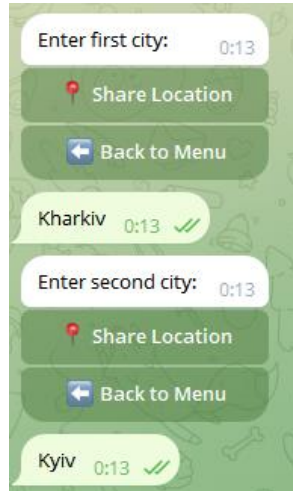 Enter first city: 0:13
📍 Share Location
⬅️ Back to Menu
Kharkiv 0:13
Enter second city: 0:13
📍 Share Location
⬅️ Back to Menu
Kyiv 0:13